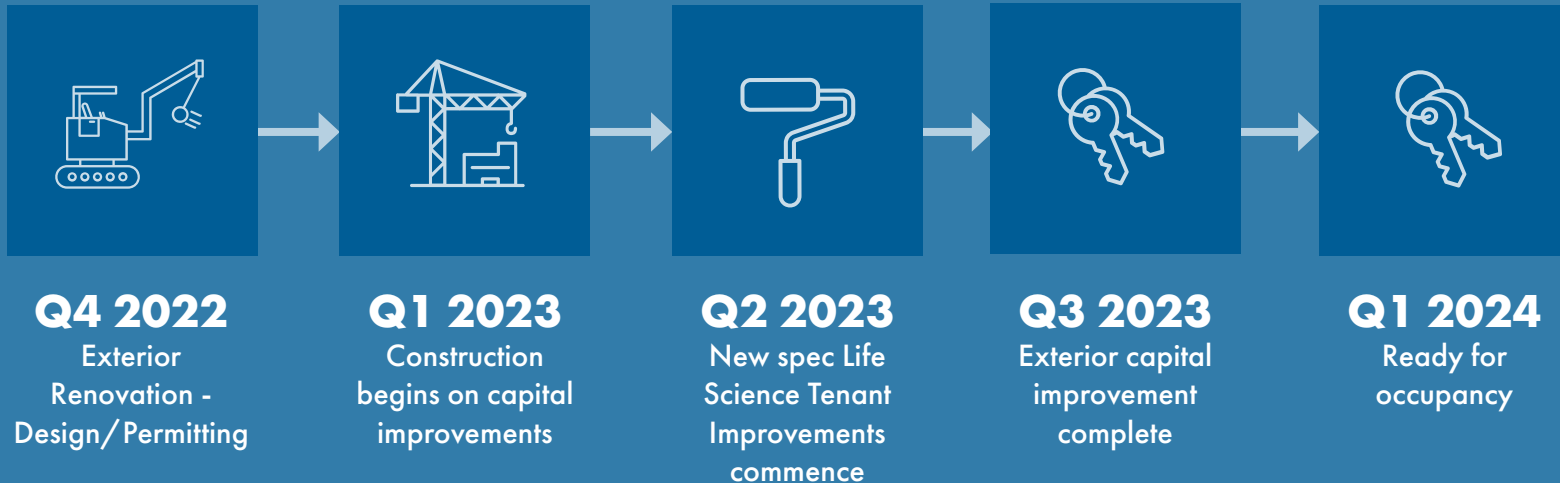 Q4 2022
Exterior
Renovation -
Design/Permitting
Q1 2023
Construction
begins on capital
improvements
Q2 2023
New spec Life
Science Tenant
Improvements
commence
Q3 2023
Exterior capital
improvement
complete
Q1 2024
Ready for
occupancy